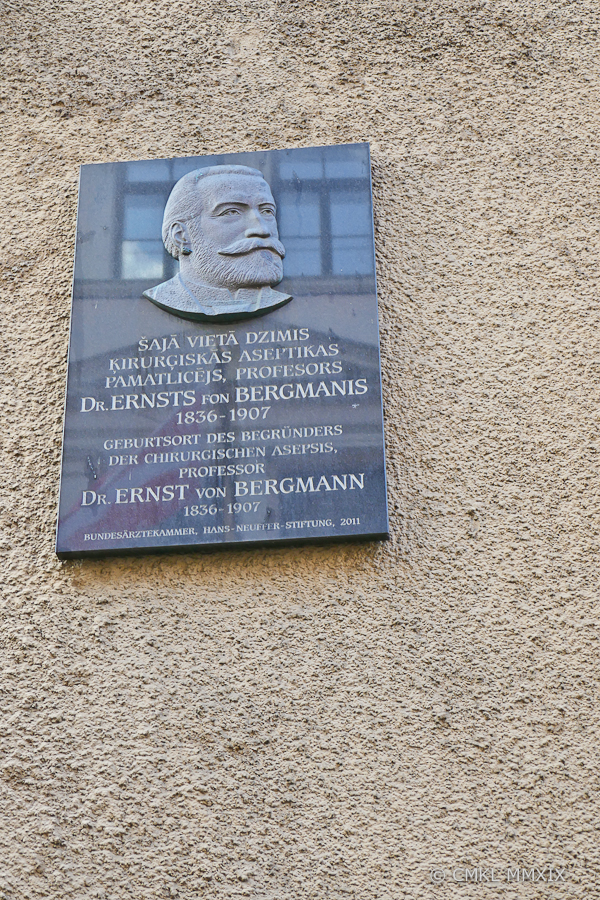 ŠAJĀ VIETĀ DZIMIS
ĶIRURĢISKĀS ASEPTIKAS
PAMATLICĒJS, PROFESORS
DR. ERNSTS FON BERGMANIS
1836-1907
GEBURTSORT DES BEGRÜNDERS
DER CHIRURGISCHEN ASEPSIS,
PROFESSOR
DR. ERNST VON BERGMANN
1836-1907
BUNDESÄRZTEKAMMER, HANS-NEUFFER-STIFTUNG, 2011
© CMKL MMXIX